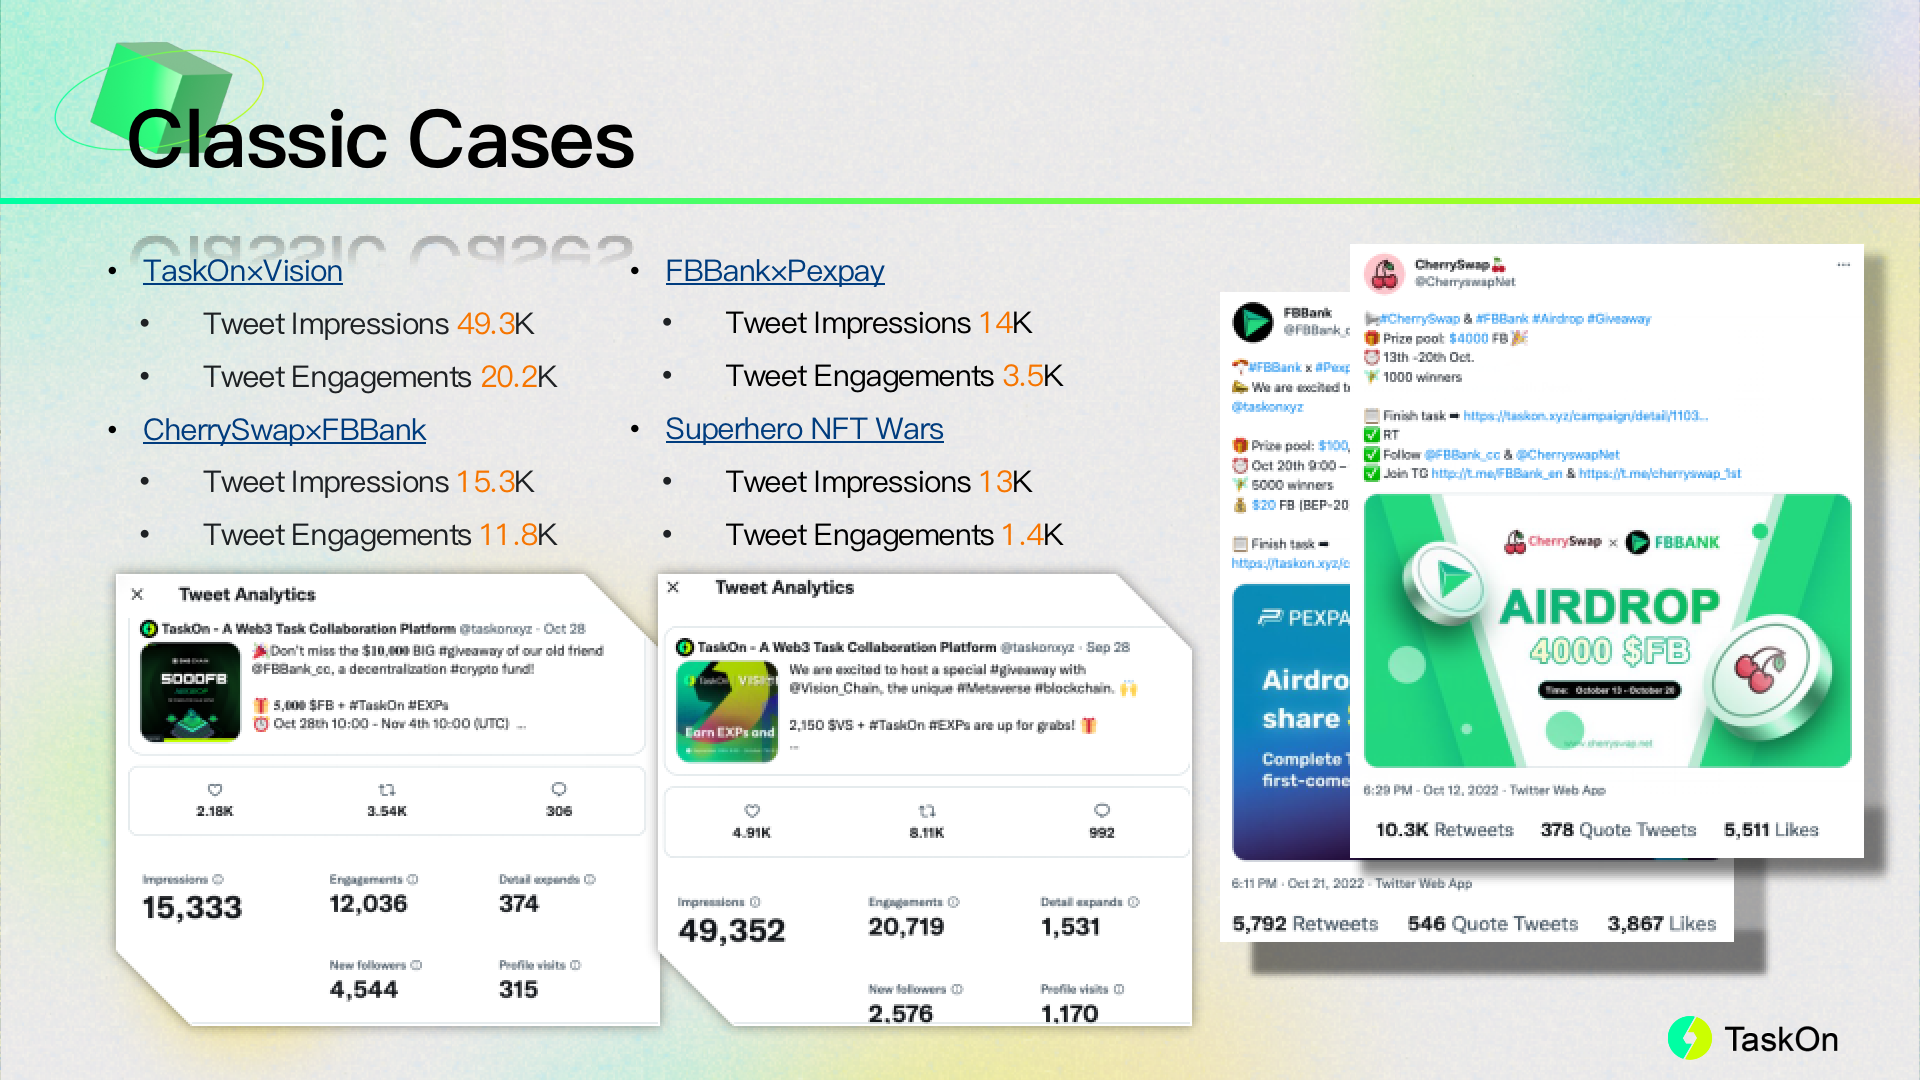 Classic Cases
• TaskOn×Vision
• Tweet Impressions 49.3K
• Tweet Engagements 20.2K
• CherrySwap×FBBank
• Tweet Impressions 15.3K
• Tweet Engagements 11.8K
• FBBank×Pexpay
• Tweet Impressions 14K
• Tweet Engagements 3.5K
• Superhero NFT Wars
• Tweet Impressions 13K
• Tweet Engagements 1.4K
Tweet Analytics
TaskOn - A Web3 Task Collaboration Platform @taskonxyz · Oct 28
Don't miss the $10,000 BIG #giveaway of our old friend
@FBBank_cc, a decentralization #crypto fund!
5,000 $FB + #TaskOn #EXPs
Oct 28th 10:00 - Nov 4th 10:00 (UTC) ...
5000FB
2.18K
3.54K
306
Impressions
15,333
Engagements
12,036
Detail expands
374
New followers
4,544
Profile visits
315
Tweet Analytics
TaskOn - A Web3 Task Collaboration Platform @taskonxyz · Sep 28
We are excited to host a special #giveaway with
@Vision_Chain, the unique #Metaverse #blockchain.
2,150 $VS + #TaskOn #EXPs are up for grabs!
...
Earn EXPs and
4.91K
8.11K
992
Impressions
49,352
Engagements
20,719
Detail expands
1,531
New followers
2,576
Profile visits
1,170
FBBank
@FBBank_c
#FBBank x #Pexp
We are excited t
@taskonxyz
Prize pool: $100,
Oct 20th 9:00 –
5000 winners
$20 FB (BEP-20
Finish task ➡
https://taskon.xyz/c
PEXPA
Airdro
share
Complete
first-come
6:11 PM · Oct 21, 2022 · Twitter Web App
5,792 Retweets 546 Quote Tweets 3,867 Likes
CherrySwap
@CherryswapNet
...
#CherrySwap & #FBBank #Airdrop #Giveaway
Prize pool: $4000 FB
13th -20th Oct.
1000 winners
Finish task ➡ https://taskon.xyz/campaign/detail/1103...
RT
Follow @FBBank_cc & @CherryswapNet
Join TG http://t.me/FBBank_en & https://t.me/cherryswap_1st
CherrySwap × FBBANK
AIRDROP
4000 $FB
Time: October 13 - October 20
www.cherryswap.net
6:29 PM · Oct 12, 2022 · Twitter Web App
10.3K Retweets 378 Quote Tweets 5,511 Likes
TaskOn